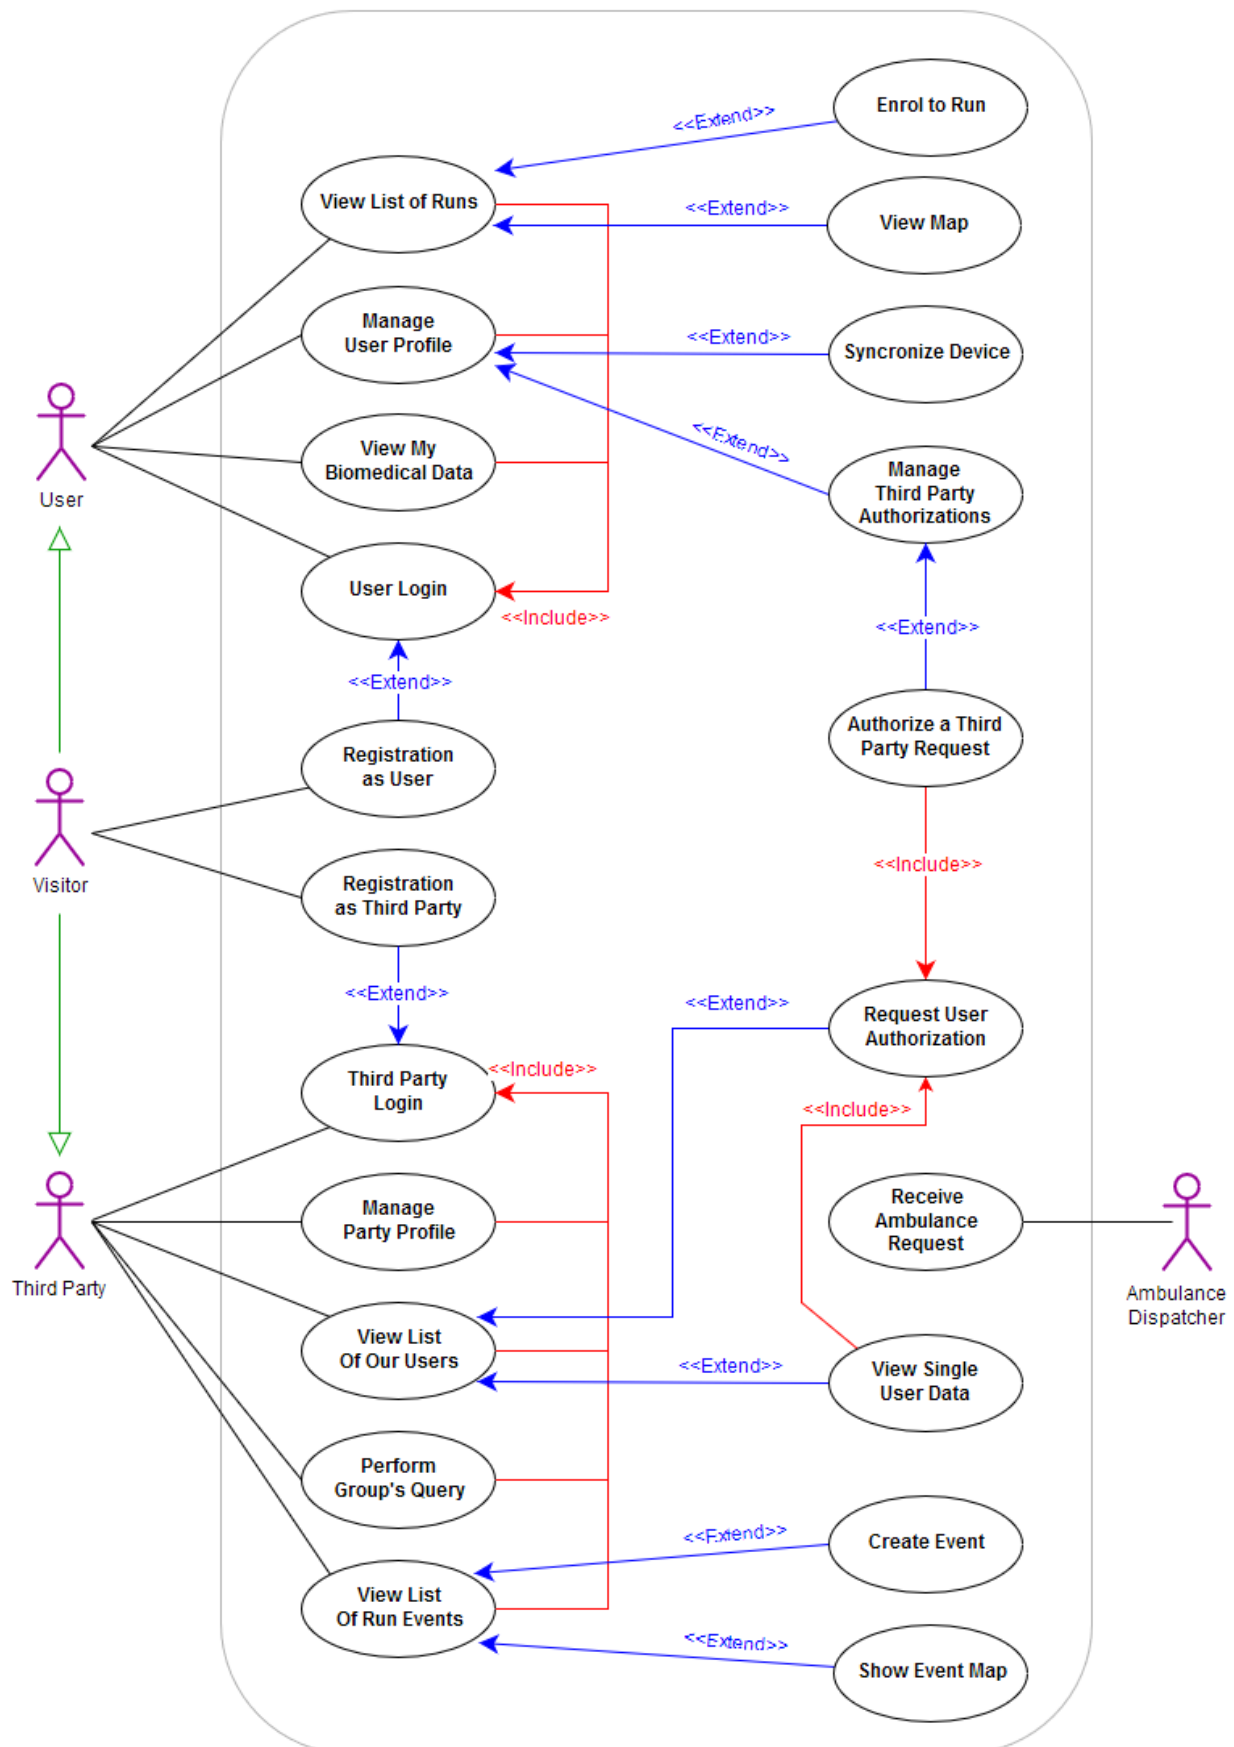 Enrol to Run
<<Extend>>
View List of Runs
<<Extend>>
View Map
Manage
User Profile
<<Extend>>
Syncronize Device
<<Extend>>
View My
Biomedical Data
Manage
Third Party
Authorizations
User
User Login
<<Include>>
<<Extend>>
<<Extend>>
Registration
as User
Authorize a Third
Party Request
Visitor
<<Include>>
Registration
as Third Party
<<Extend>>
<<Extend>>
Request User
Authorization
Third Party
Login
<<Include>>
<<Include>>
Manage
Party Profile
Receive
Ambulance
Request
Third Party
Ambulance
Dispatcher
View List
Of Our Users
<<Extend>>
View Single
User Data
Perform
Group's Query
<<Extend>>
Create Event
View List
Of Run Events
<<Extend>>
Show Event Map